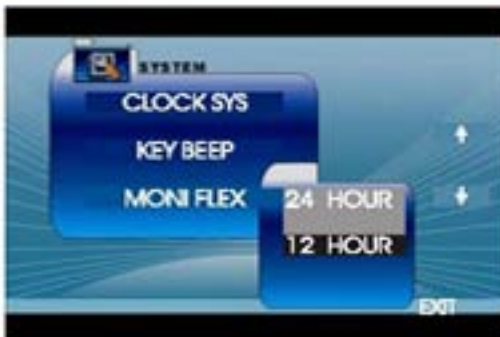 SYSTEM
CLOCK SYS
KEY BEEP
MONI FLEX
24 HOUR
12 HOUR
EXIT